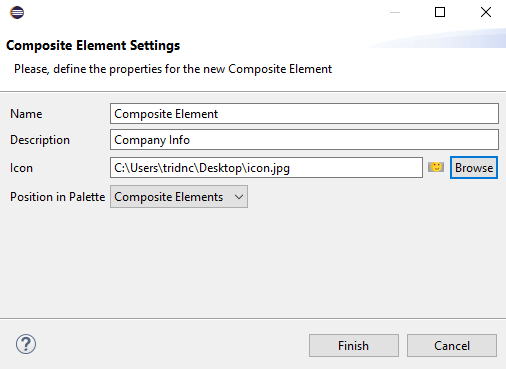 Composite Element Settings
Please, define the properties for the new Composite Element
Name Composite Element
Description Company Info
Icon C:\Users\tridnc\Desktop\icon.jpg Browse
Position in Palette Composite Elements
? Finish Cancel